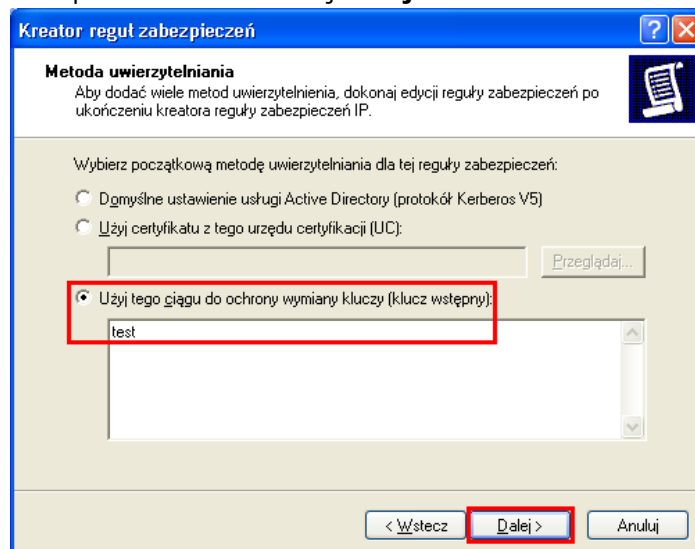 Kreator reguł zabezpieczeń
Metoda uwierzytelniania
Aby dodać wiele metod uwierzytelnienia, dokonaj edycji reguły zabezpieczeń po
ukończeniu kreatora reguły zabezpieczeń IP.
Wybierz początkową metodę uwierzytelniania dla tej reguły zabezpieczeń:
Domyślne ustawienie usługi Active Directory (protokół Kerberos V5)
Użyj certyfikatu z tego urzędu certyfikacji (UC):
Przeglądaj...
Użyj tego ciągu do ochrony wymiany kluczy (klucz wstępny):
test
< Wstecz Dalej > Anuluj